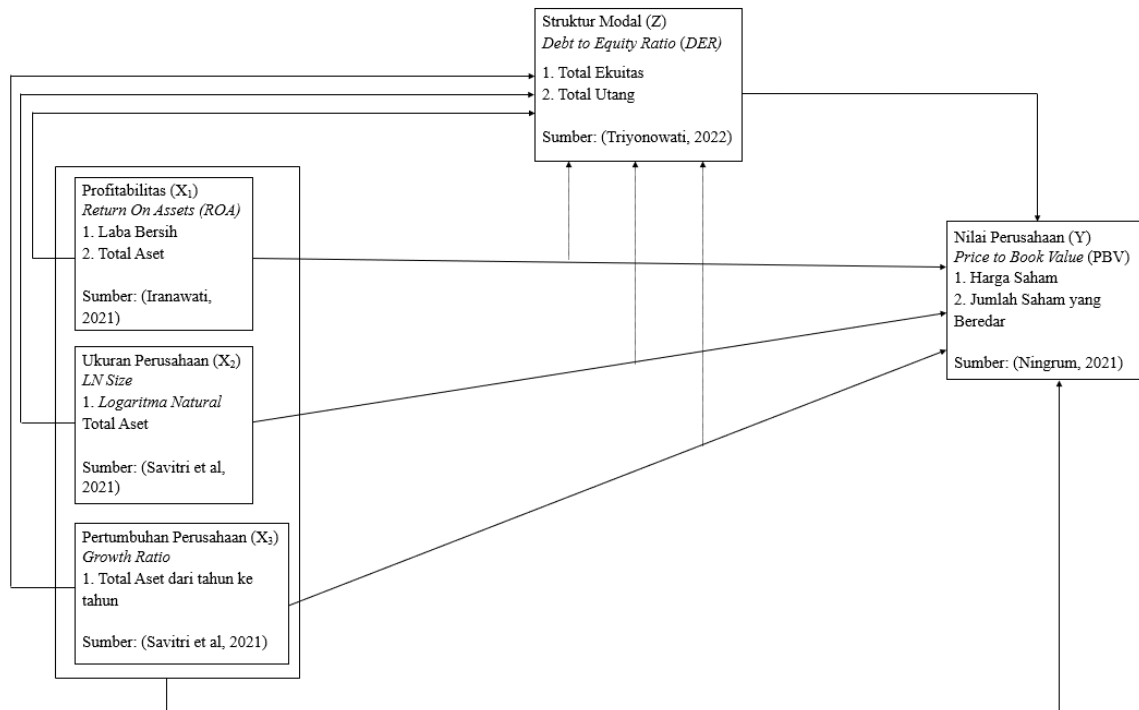 Struktur Modal (Z)
Debt to Equity Ratio (DER)
1. Total Ekuitas
2. Total Utang
Sumber: (Triyonowati, 2022)
Profitabilitas (X₁)
Return On Assets (ROA)
1. Laba Bersih
2. Total Aset
Sumber: (Iranawati,
2021)
Ukuran Perusahaan (X₂)
LN Size
1. Logaritma Natural
Total Aset
Sumber: (Savitri et al,
2021)
Pertumbuhan Perusahaan (X₃)
Growth Ratio
1. Total Aset dari tahun ke
tahun
Sumber: (Savitri et al, 2021)
Nilai Perusahaan (Y)
Price to Book Value (PBV)
1. Harga Saham
2. Jumlah Saham yang
Beredar
Sumber: (Ningrum, 2021)